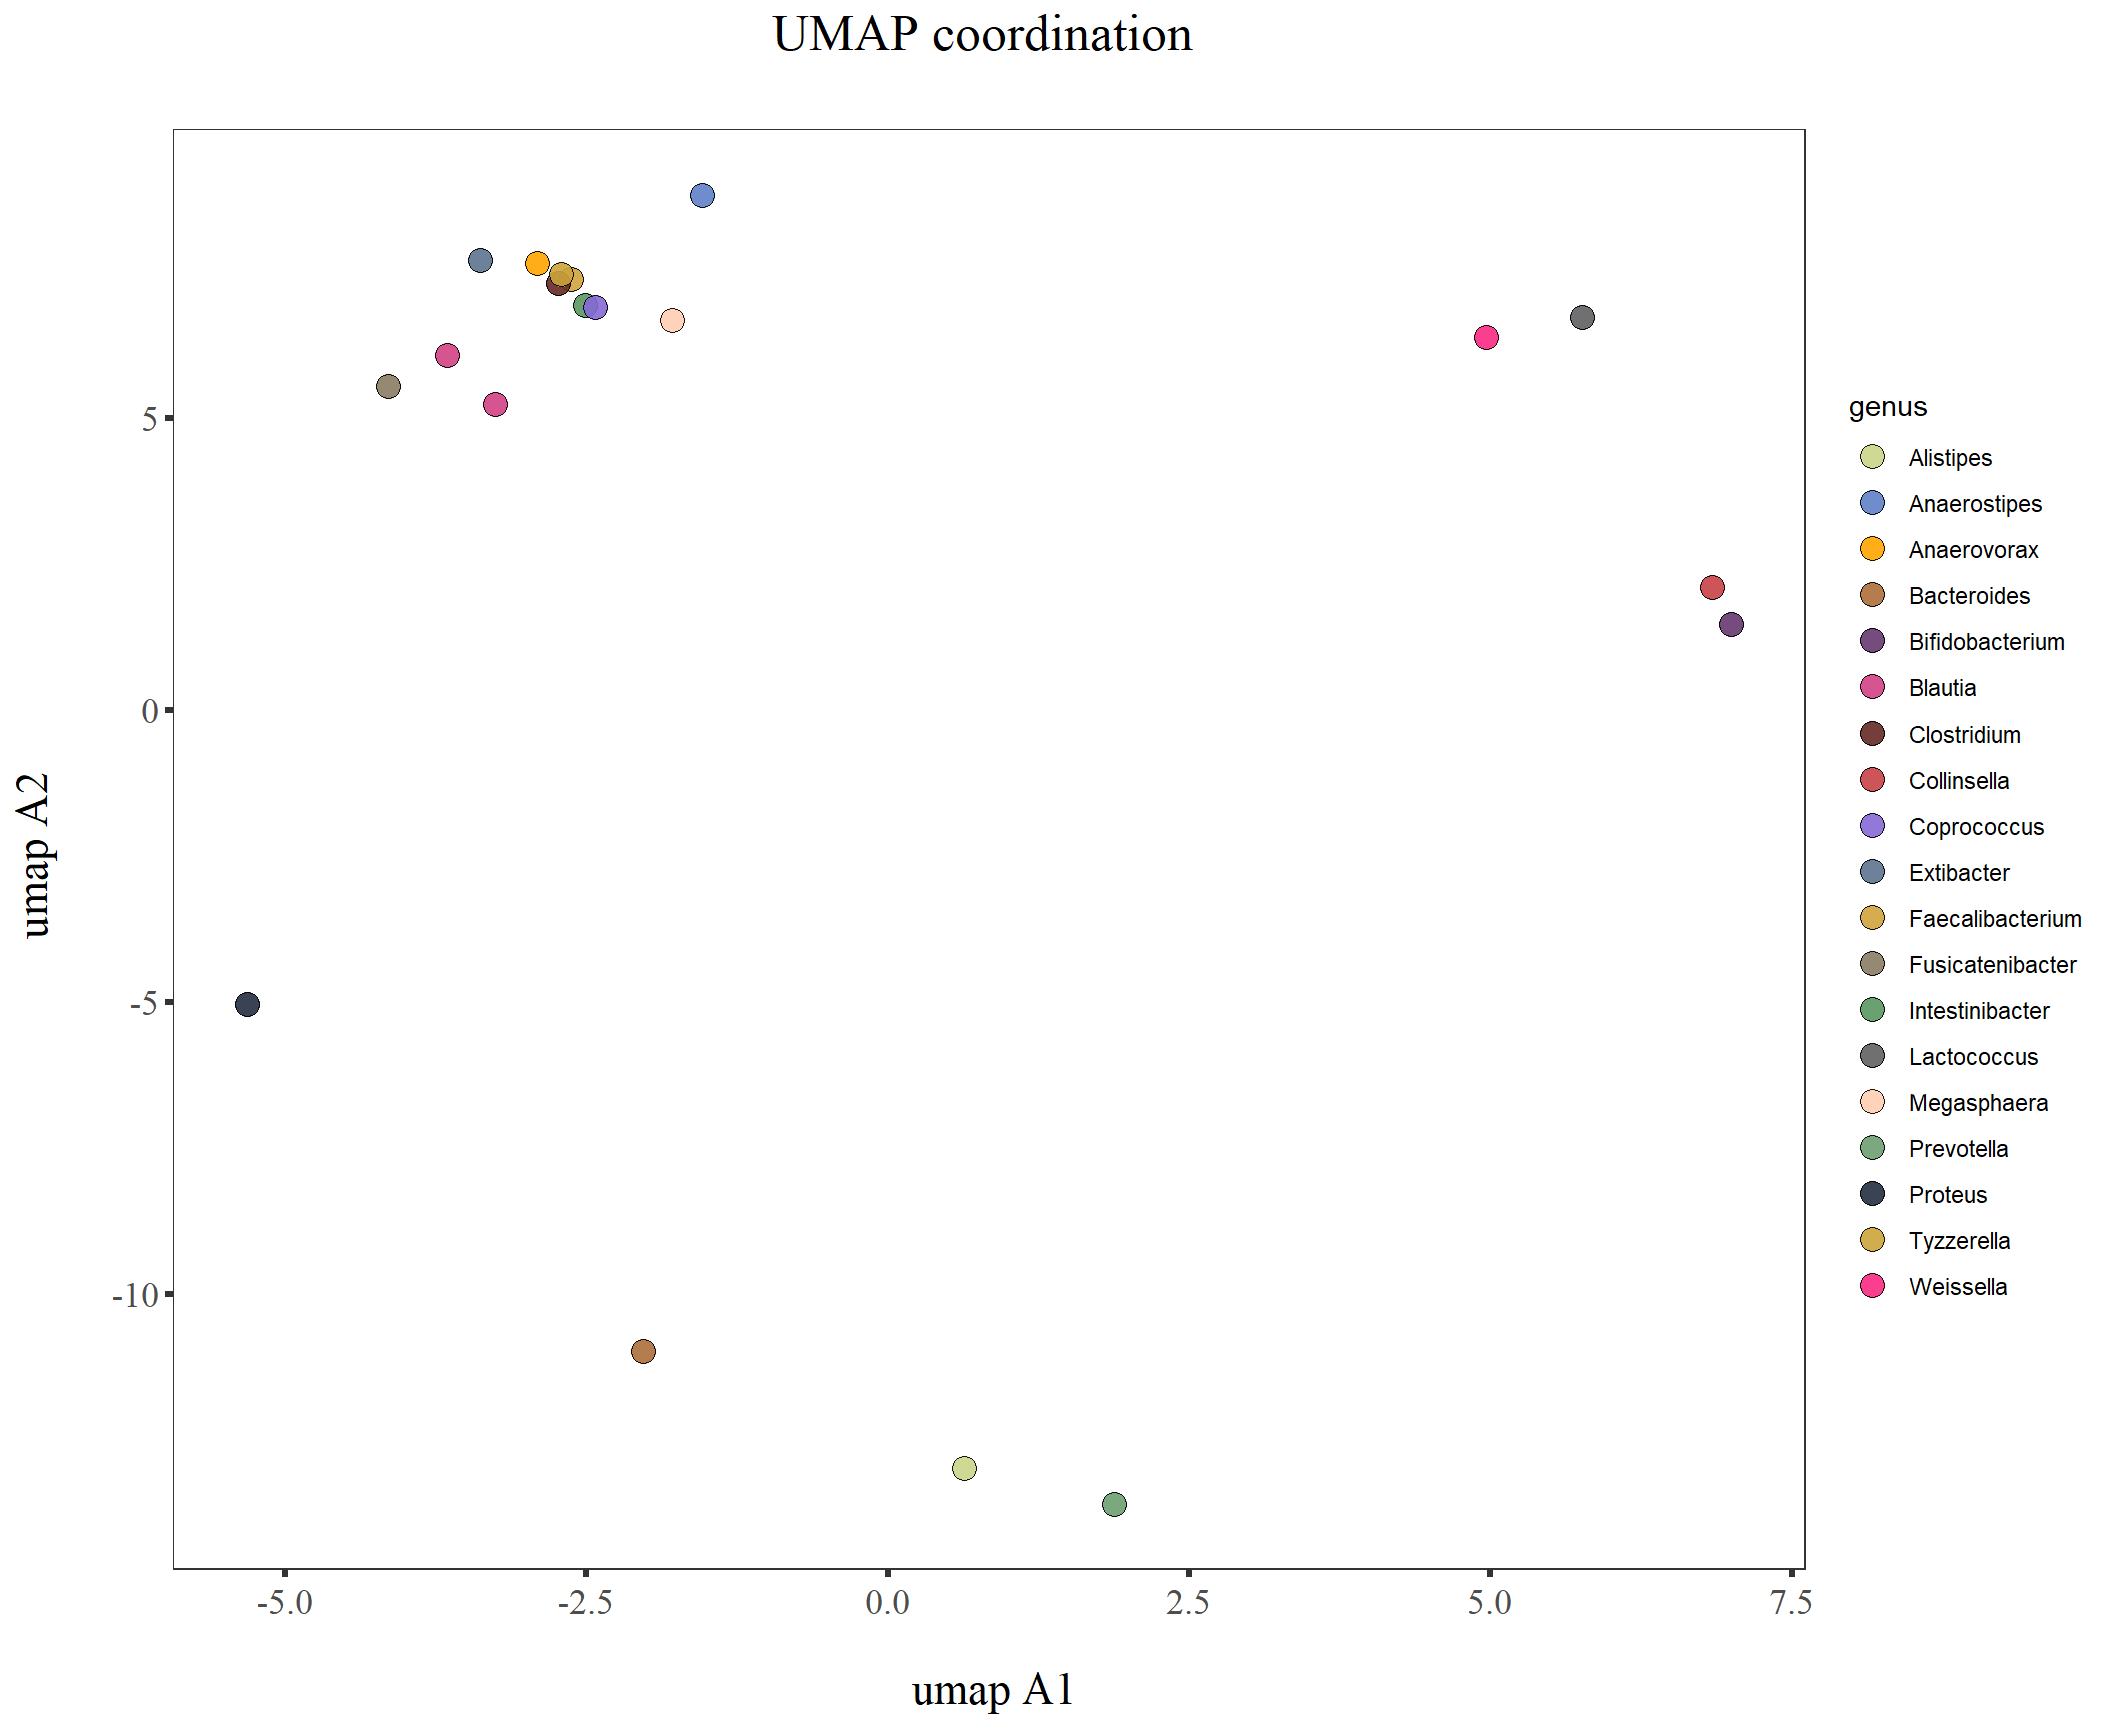 UMAP coordination
umap A2
5
0
-5
-10
-5.0
-2.5
0.0
2.5
5.0
7.5
umap A1
genus
Alistipes
Anaerostipes
Anaerovorax
Bacteroides
Bifidobacterium
Blautia
Clostridium
Collinsella
Coprococcus
Extibacter
Faecalibacterium
Fusicatenibacter
Intestinibacter
Lactococcus
Megasphaera
Prevotella
Proteus
Tyzzerella
Weissella